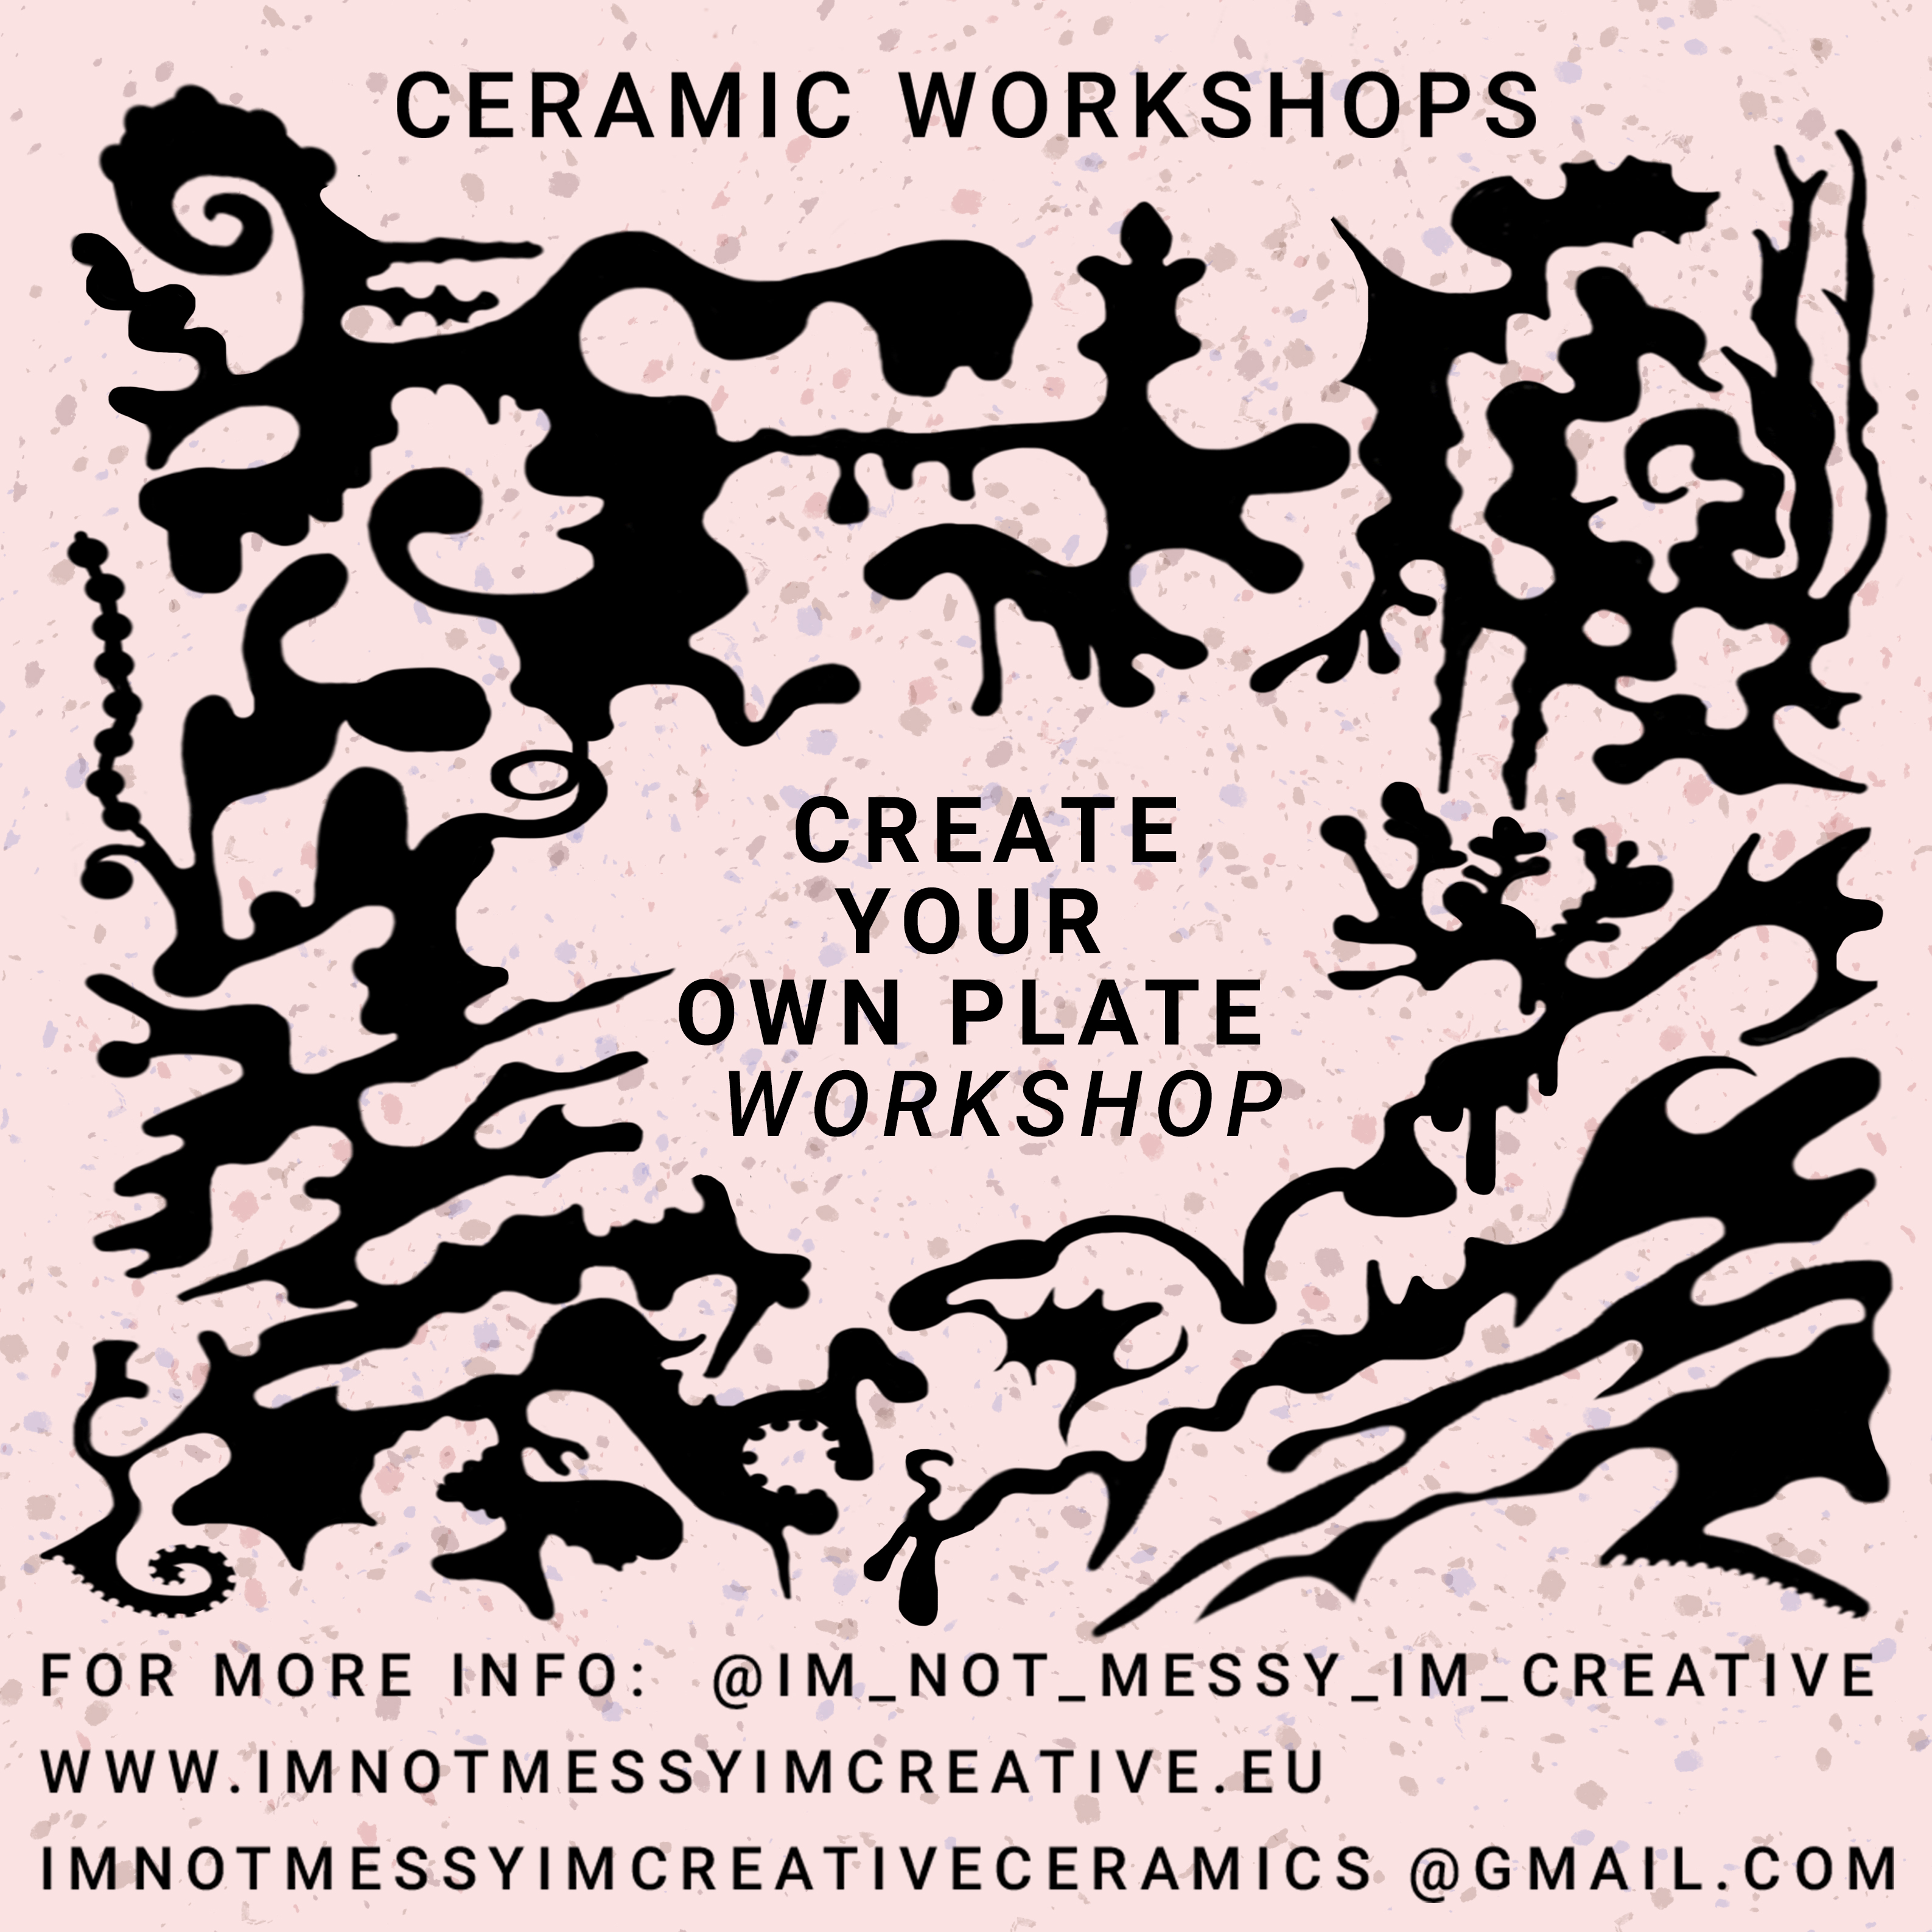 CERAMIC WORKSHOPS
CREATE
YOUR
OWN PLATE
WORKSHOP
FOR MORE INFO: @IM_NOT_MESSY_IM_CREATIVE
WWW.IMNOTMESSYIMCREATIVE.EU
IMNOTMESSYIMCREATIVECERAMICS @GMAIL.COM